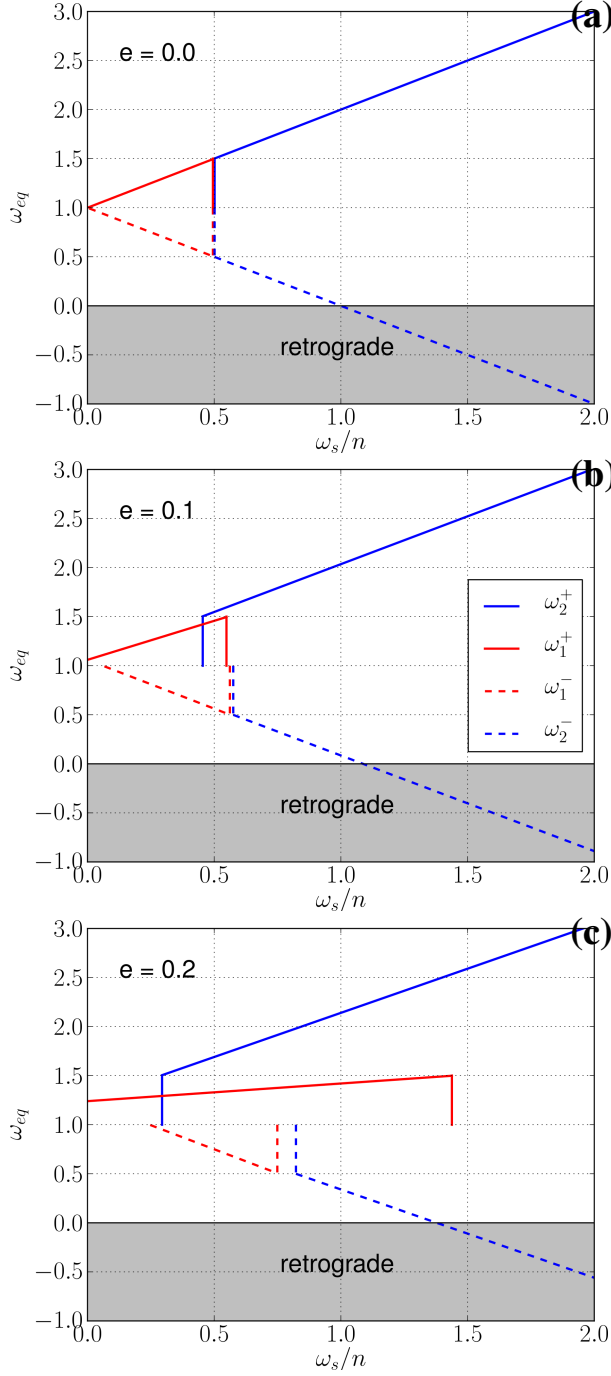 (a)
e = 0.0
3.0
2.5
2.0
1.5
1.0
0.5
0.0
−0.5
−1.0
ω_eq
retrograde
0.0 0.5 1.0 1.5 2.0
ω_s/n
(b)
e = 0.1
3.0
2.5
2.0
1.5
1.0
0.5
0.0
−0.5
−1.0
ω_eq
ω_2^+
ω_1^+
ω_1^−
ω_2^−
retrograde
0.0 0.5 1.0 1.5 2.0
ω_s/n
(c)
e = 0.2
3.0
2.5
2.0
1.5
1.0
0.5
0.0
−0.5
−1.0
ω_eq
retrograde
0.0 0.5 1.0 1.5 2.0
ω_s/n